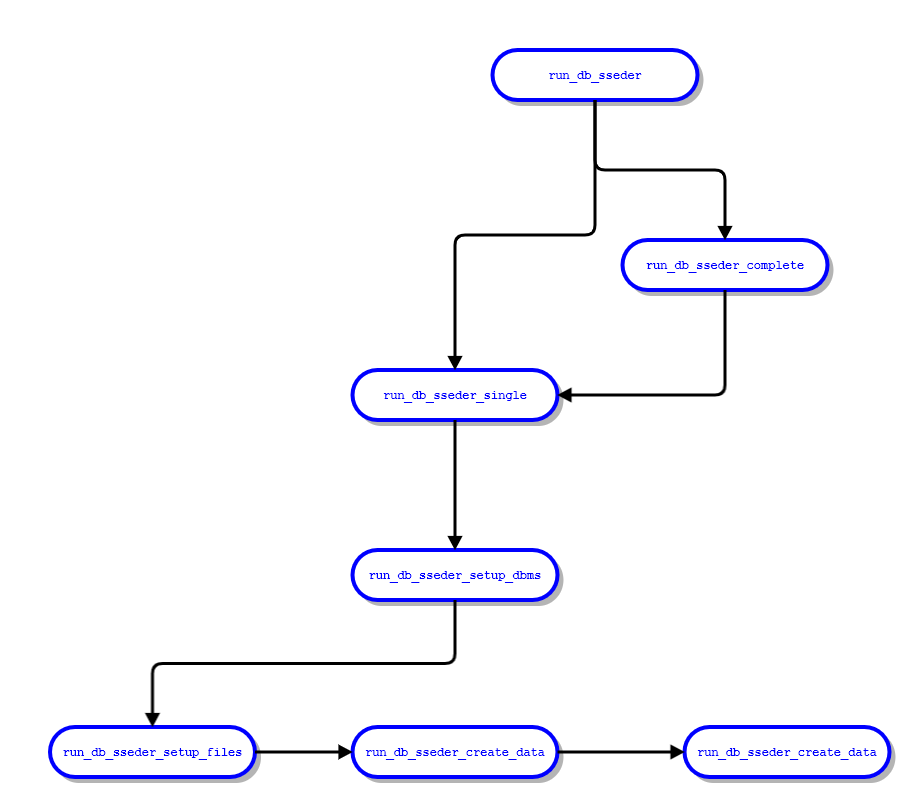 run_db_sseder
run_db_sseder_complete
run_db_sseder_single
run_db_sseder_setup_dbms
run_db_sseder_setup_files
run_db_sseder_create_data
run_db_sseder_create_data